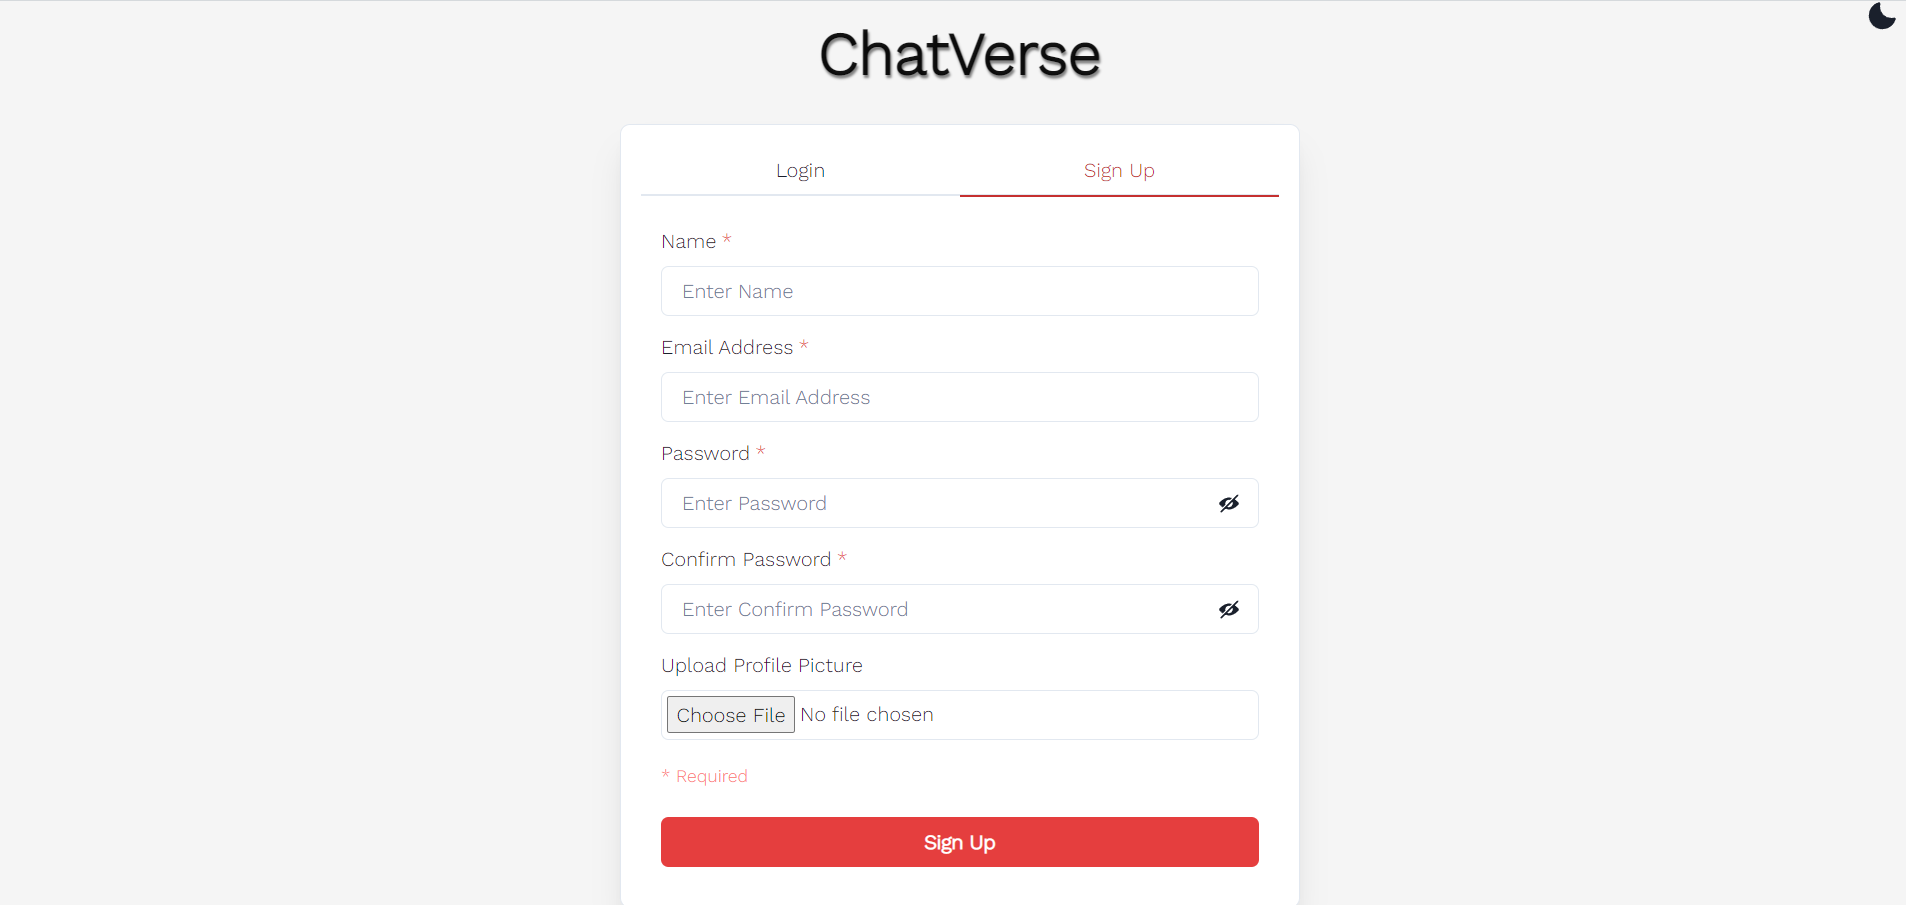 ChatVerse
Login
Sign Up
Name *
Enter Name
Email Address *
Enter Email Address
Password *
Enter Password
Confirm Password *
Enter Confirm Password
Upload Profile Picture
Choose File No file chosen
* Required
Sign Up